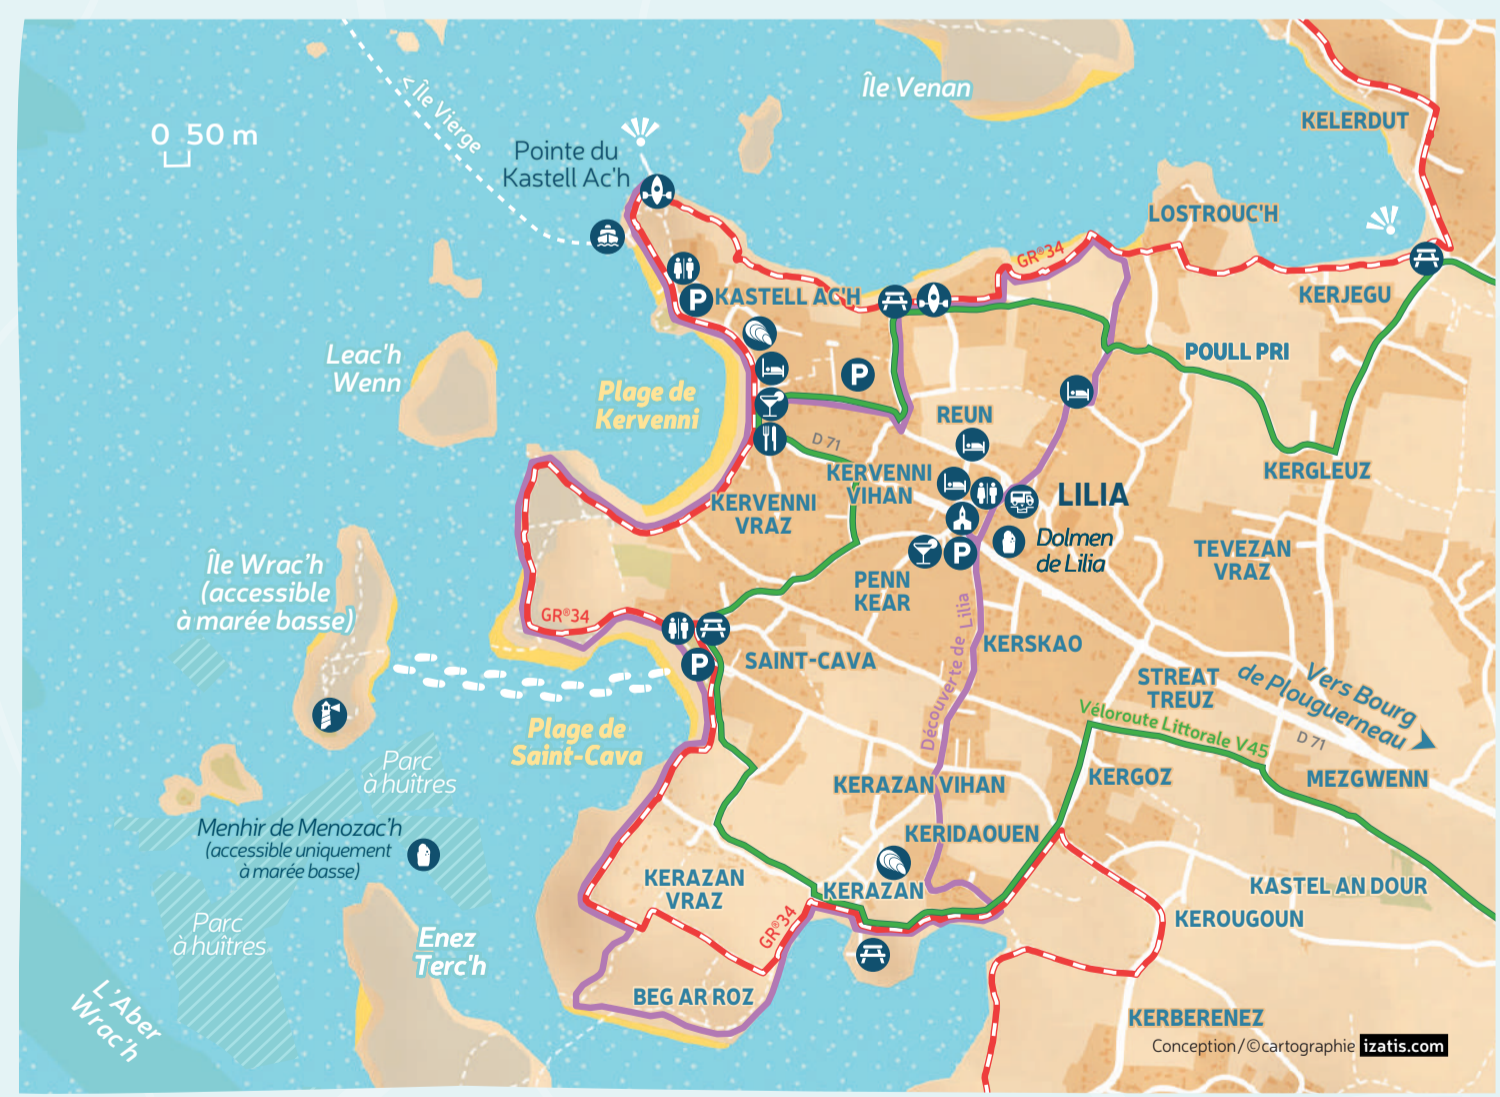 0 50 m
< Île Vierge
Île Venan
Pointe du
Kastell Ac'h
KELERDUT
LOSTROUC'H
GR®34
KASTELL AC'H
KERJEGU
Leac'h
Wenn
Plage de
Kervenni
POULL PRI
REUN
D 71
KERVENNI
VIHAN
KERGLEUZ
KERVENNI
VRAZ
LILIA
Dolmen
de Lilia
Île Wrac'h
(accessible
à marée basse)
TEVEZAN
VRAZ
PENN
KEAR
GR®34
SAINT-CAVA
Découverte de Lilia
KERSKAO
STREAT
TREUZ
Vers Bourg
de Plouguerneau
Véloroute Littorale V45
D 71
Plage de
Saint-Cava
Parc
à huîtres
KERAZAN VIHAN
KERGOZ
MEZGWENN
Menhir de Menozac'h
(accessible uniquement
à marée basse)
KERIDAOUEN
KERAZAN
VRAZ
KERAZAN
KASTEL AN DOUR
GR®34
KEROUGOUN
Parc
à huîtres
Enez
Terc'h
BEG AR ROZ
L'Aber
Wrac'h
KERBERENEZ
Conception/©cartographie izatis.com
P
P
P
P